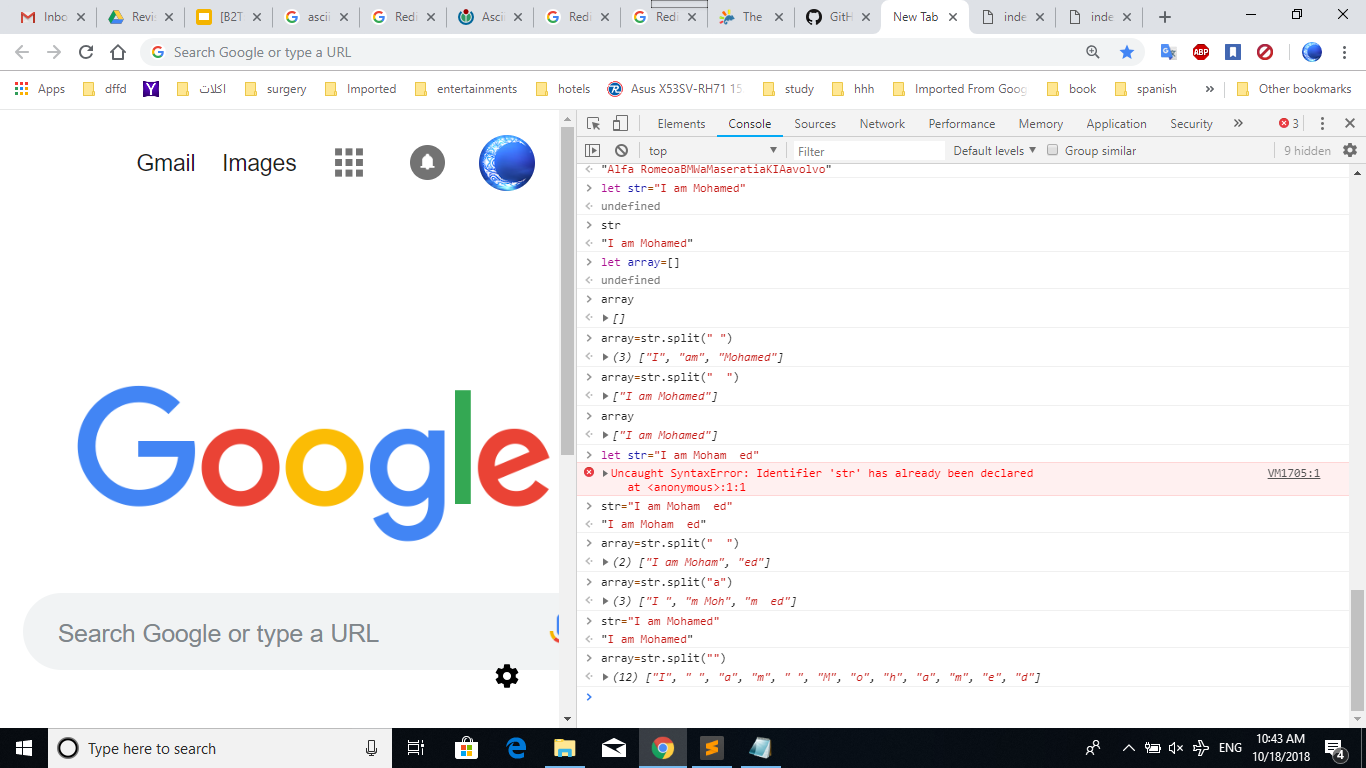 Inbo Revis [B2T ascii Redi Ascii Redi Redi The GitH New Tab inde inde
Search Google or type a URL ABP
Apps dffd Y اكلات surgery Imported entertainments hotels Asus X53SV-RH71 15 study hhh Imported From Goog book spanish » Other bookmarks
Gmail Images
Google
Search Google or type a URL
Elements Console Sources Network Performance Memory Application Security » 3
top Filter Default levels Group similar 9 hidden
"Alfa RomeoaBMWaMaseratiaKIAavolvo"
let str="I am Mohamed"
undefined
str
"I am Mohamed"
let array=[]
undefined
array
[]
array=str.split(" ")
(3) ["I", "am", "Mohamed"]
array=str.split("  ")
["I am Mohamed"]
array
["I am Mohamed"]
let str="I am Moham  ed"
Uncaught SyntaxError: Identifier 'str' has already been declared VM1705:1
at <anonymous>:1:1
str="I am Moham  ed"
"I am Moham  ed"
array=str.split("  ")
(2) ["I am Moham", "ed"]
array=str.split("a")
(3) ["I ", "m Moh", "m  ed"]
str="I am Mohamed"
"I am Mohamed"
array=str.split("")
(12) ["I", " ", "a", "m", " ", "M", "o", "h", "a", "m", "e", "d"]
Type here to search ENG 10:43 AM
10/18/2018 4